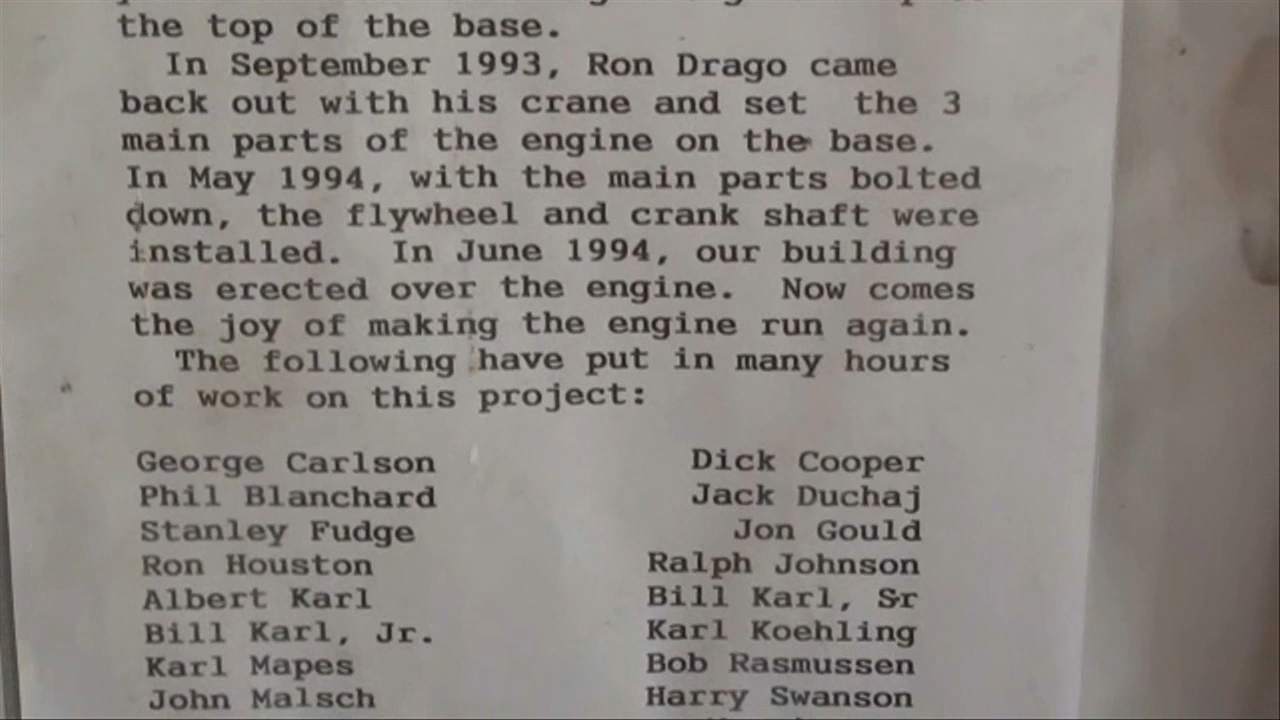 the top of the base.
In September 1993, Ron Drago came
back out with his crane and set the 3
main parts of the engine on the base.
In May 1994, with the main parts bolted
down, the flywheel and crank shaft were
installed. In June 1994, our building
was erected over the engine. Now comes
the joy of making the engine run again.
The following have put in many hours
of work on this project:
George Carlson Dick Cooper
Phil Blanchard Jack Duchaj
Stanley Fudge Jon Gould
Ron Houston Ralph Johnson
Albert Karl Bill Karl, Sr
Bill Karl, Jr. Karl Koehling
Karl Mapes Bob Rasmussen
John Malsch Harry Swanson